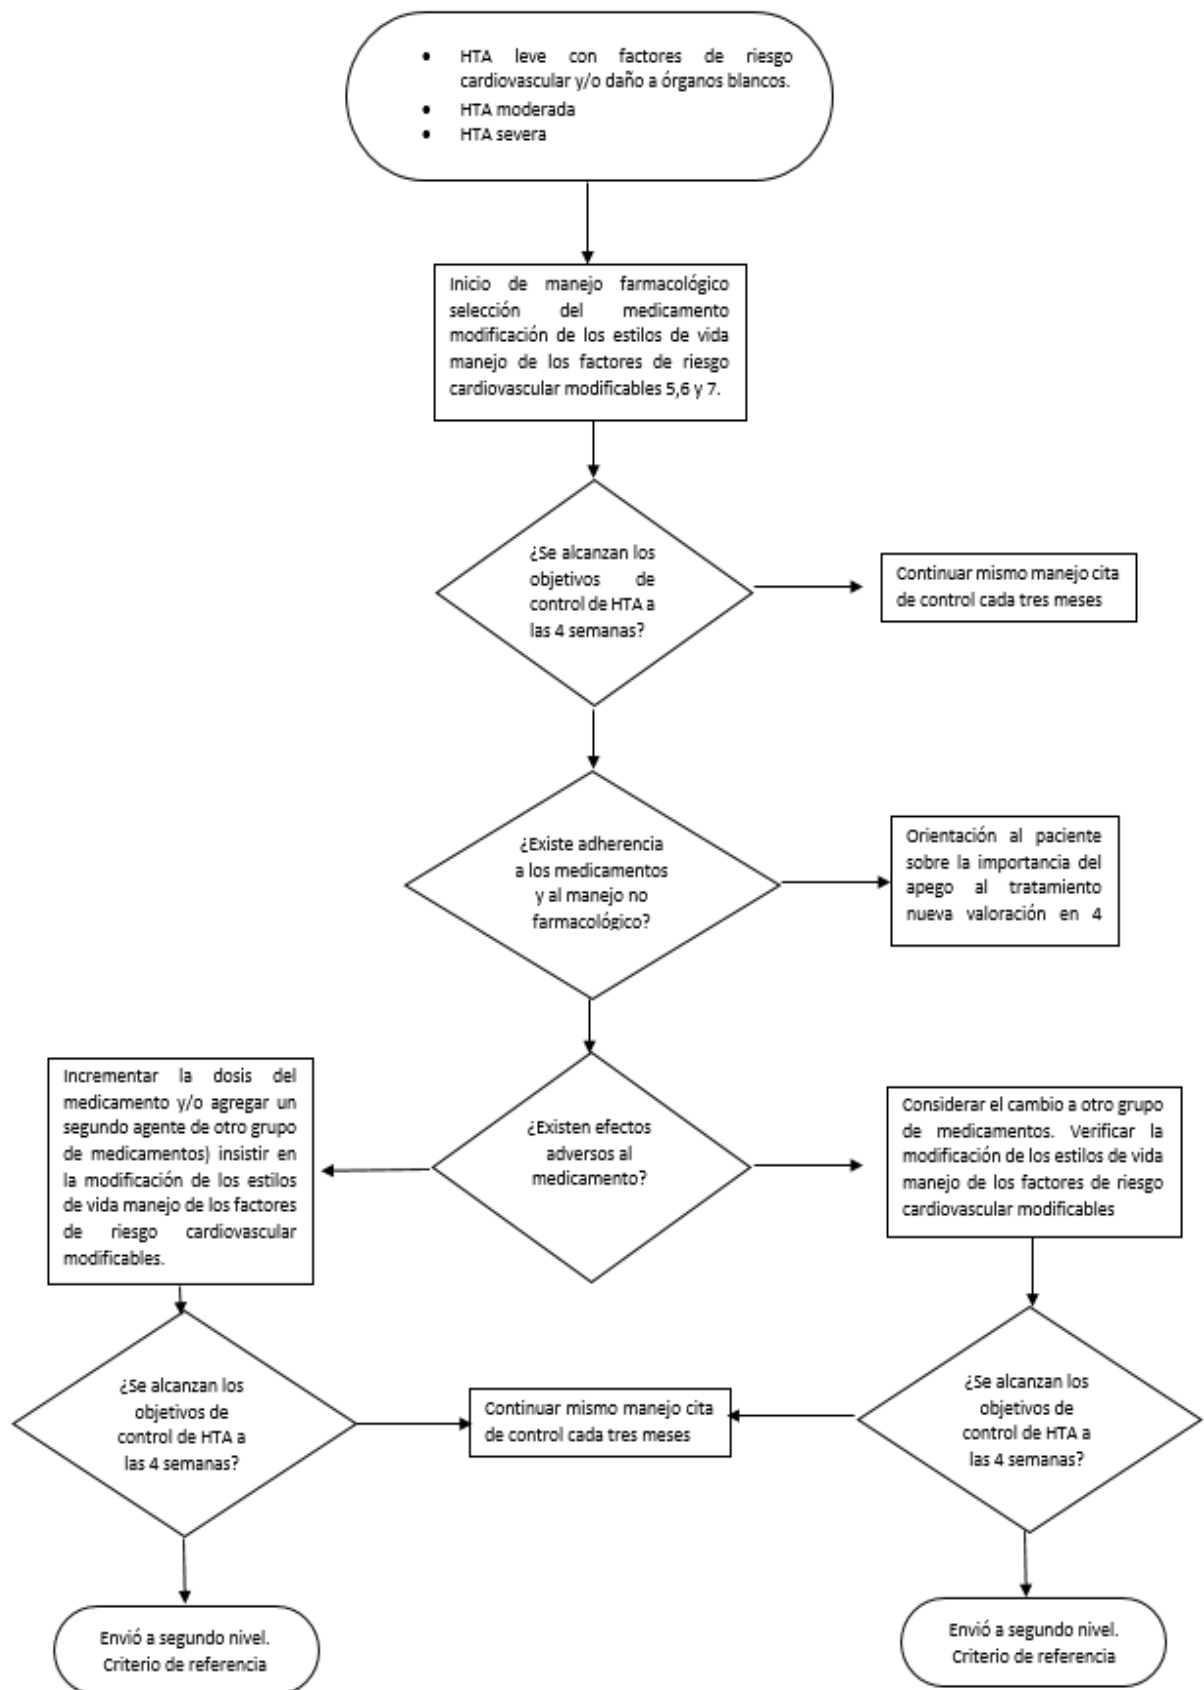 • HTA leve con factores de riesgo
cardiovascular y/o daño a órganos blancos.
• HTA moderada
• HTA severa
Inicio de manejo farmacológico
selección del medicamento
modificación de los estilos de vida
manejo de los factores de riesgo
cardiovascular modificables 5,6 y 7.
¿Se alcanzan los
objetivos de
control de HTA a
las 4 semanas?
Continuar mismo manejo cita
de control cada tres meses
¿Existe adherencia
a los medicamentos
y al manejo no
farmacológico?
Orientación al paciente
sobre la importancia del
apego al tratamiento
nueva valoración en 4
¿Existen efectos
adversos al
medicamento?
Incrementar la dosis del
medicamento y/o agregar un
segundo agente de otro grupo
de medicamentos) insistir en
la modificación de los estilos
de vida manejo de los factores
de riesgo cardiovascular
modificables.
Considerar el cambio a otro grupo
de medicamentos. Verificar la
modificación de los estilos de vida
manejo de los factores de riesgo
cardiovascular modificables
¿Se alcanzan los
objetivos de
control de HTA a
las 4 semanas?
Continuar mismo manejo cita
de control cada tres meses
¿Se alcanzan los
objetivos de
control de HTA a
las 4 semanas?
Envió a segundo nivel.
Criterio de referencia
Envió a segundo nivel.
Criterio de referencia